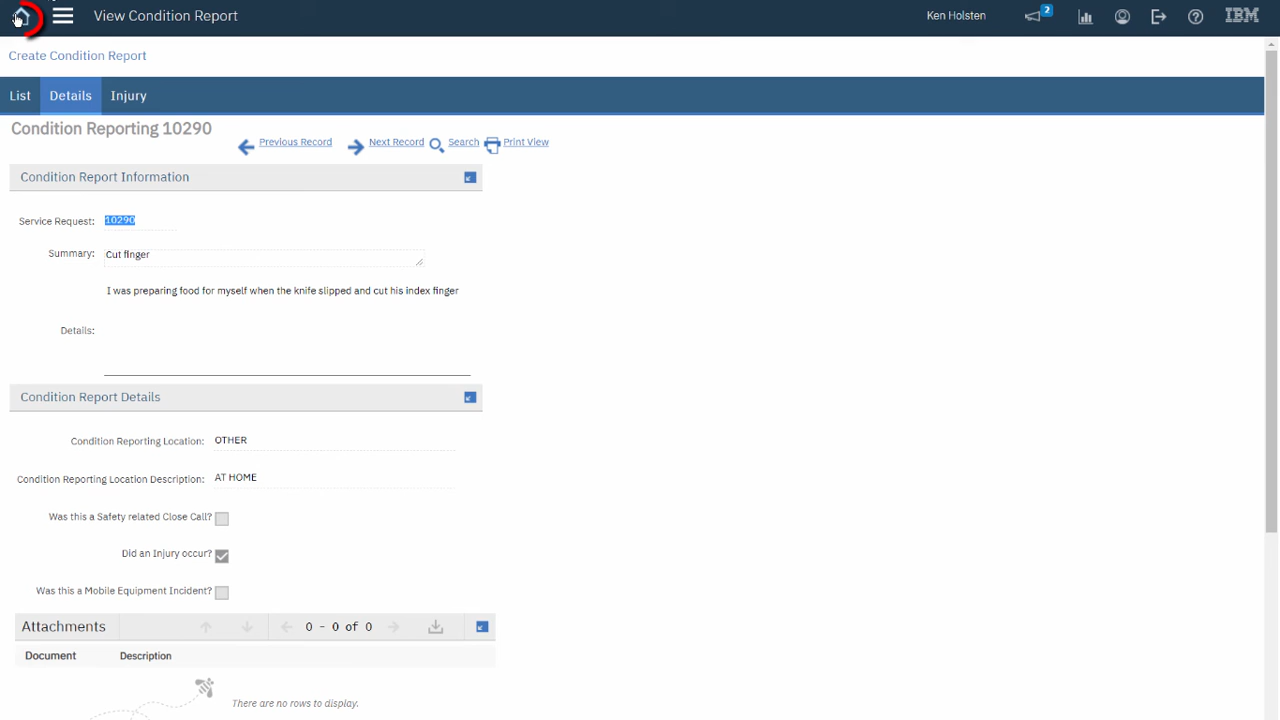 View Condition Report
Ken Holsten
2
IBM
Create Condition Report
List Details Injury
Condition Reporting 10290
Previous Record Next Record Search Print View
Condition Report Information
Service Request: 10290
Summary: Cut finger
I was preparing food for myself when the knife slipped and cut his index finger
Details:
Condition Report Details
Condition Reporting Location: OTHER
Condition Reporting Location Description: AT HOME
Was this a Safety related Close Call?
Did an Injury occur?
Was this a Mobile Equipment Incident?
Attachments 0 - 0 of 0
Document Description
There are no rows to display.